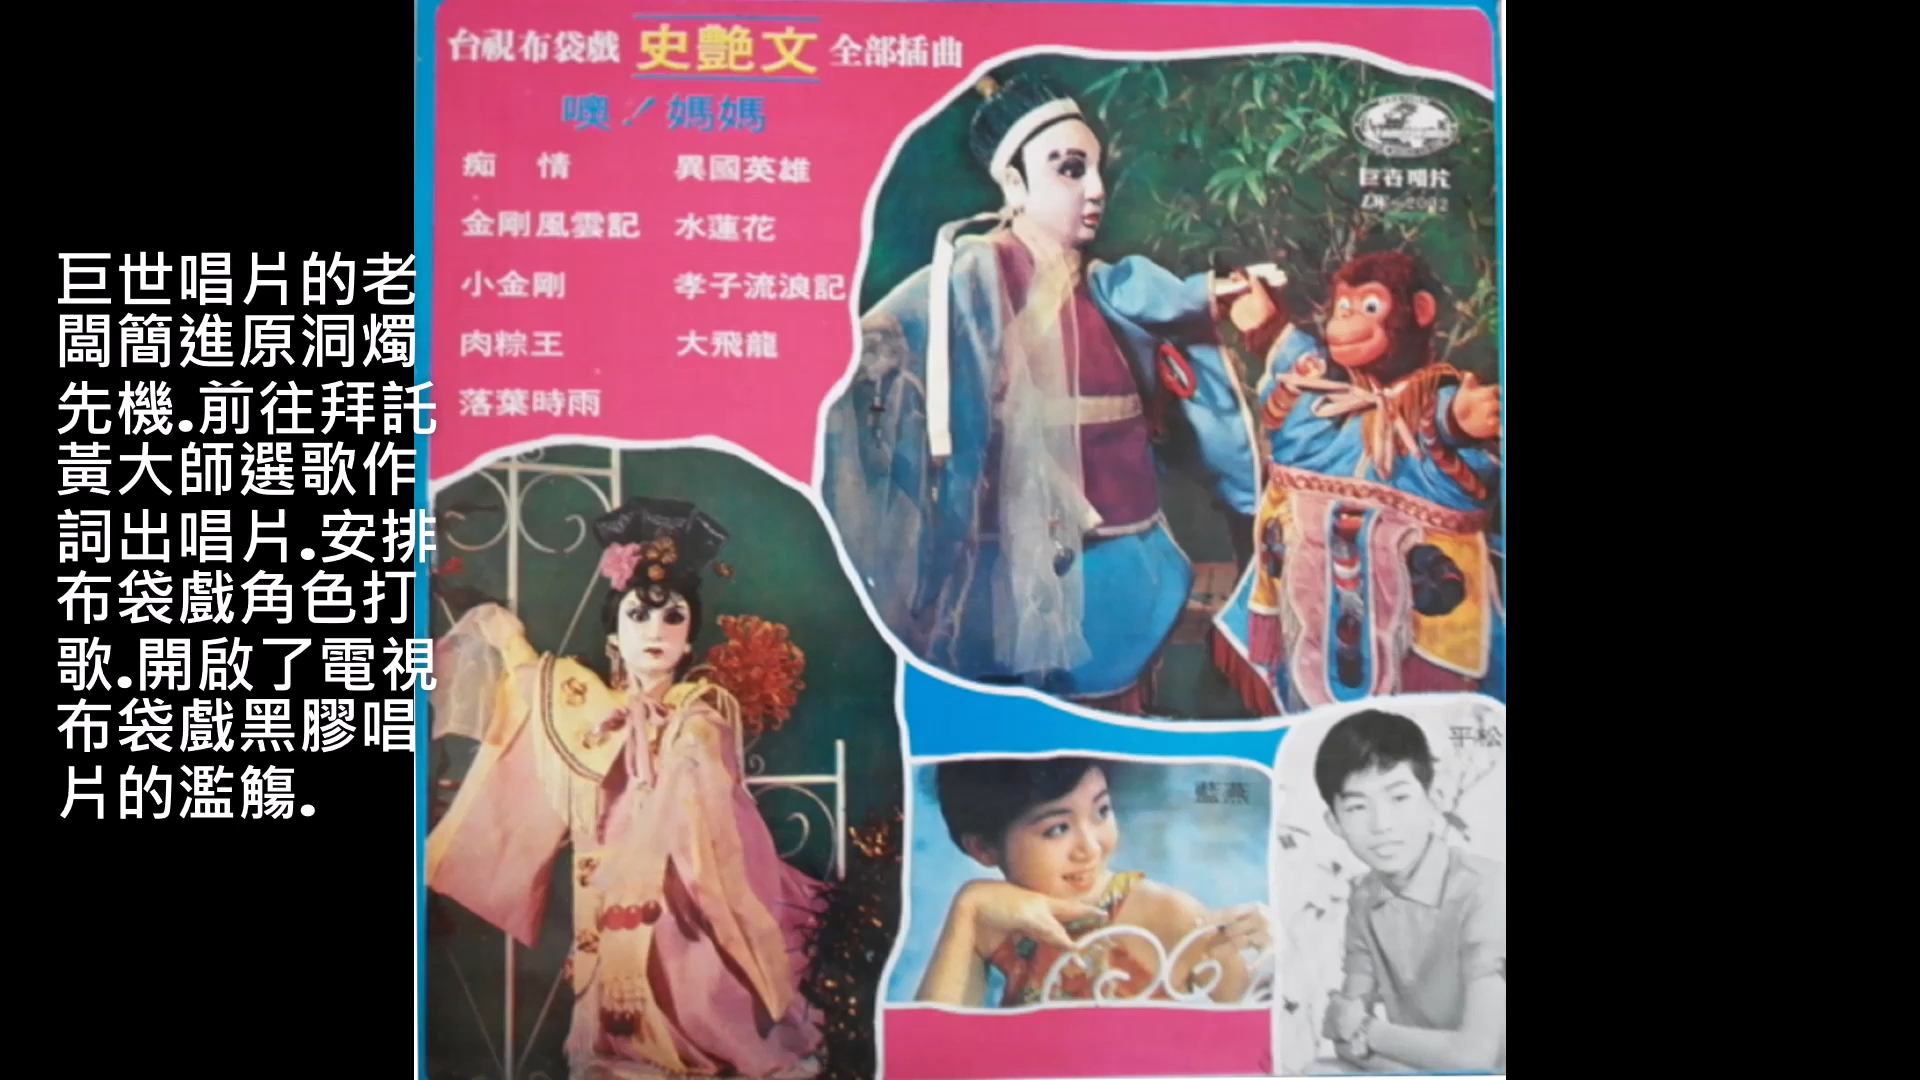 巨世唱片的老
闆簡進原洞燭
先機.前往拜託
黃大師選歌作
詞出唱片.安排
布袋戲角色打
歌.開啟了電視
布袋戲黑膠唱
片的濫觴.
台視布袋戲 史艷文 全部插曲
噢！媽媽
痴情 異國英雄
金剛風雲記 水蓮花
小金剛 孝子流浪記
肉粽王 大飛龍
落葉時雨
唱片
藍燕